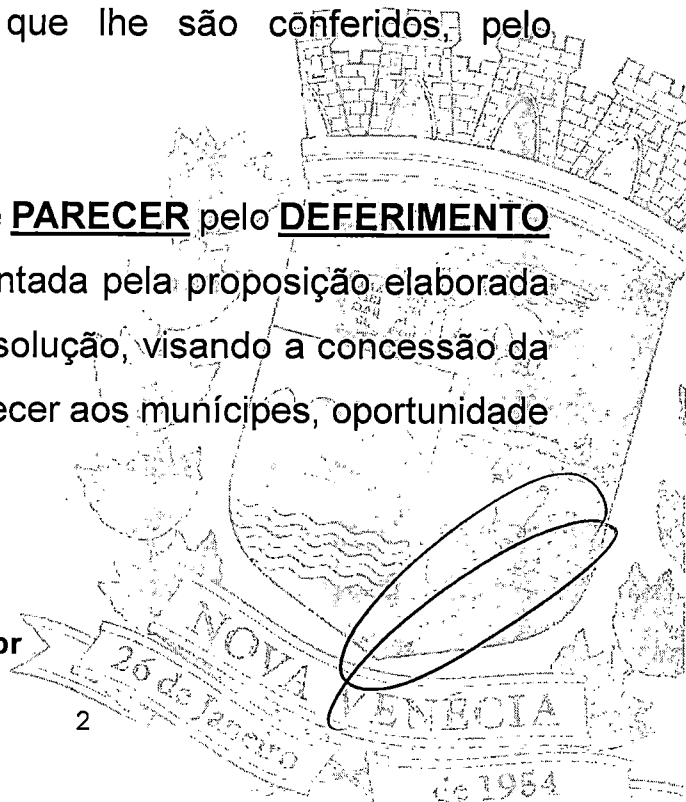 que lhe são conferidos, pelo
PARECER pelo DEFERIMENTO
ntada pela proposição elaborada
solução, visando a concessão da
ecer aos munícipes, oportunidade
or
2
NOVA VENÉCIA
26 de Janeiro
de 1954